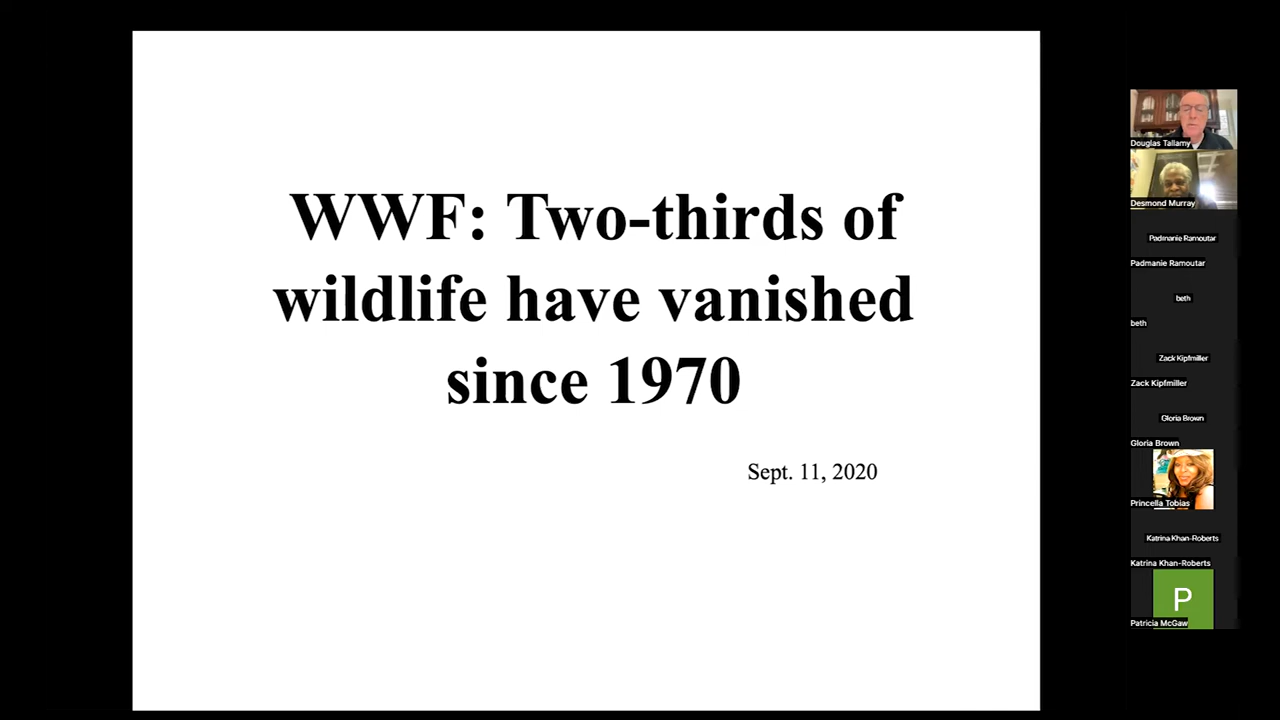 WWF: Two-thirds of
wildlife have vanished
since 1970
Sept. 11, 2020
Douglas Tallamy
Desmond Murray
Padmanie Ramoutar
Padmanie Ramoutar
beth
beth
Zack Kipfmiller
Zack Kipfmiller
Gloria Brown
Gloria Brown
Princella Tobias
Katrina Khan-Roberts
Katrina Khan-Roberts
P
Patricia McGaw